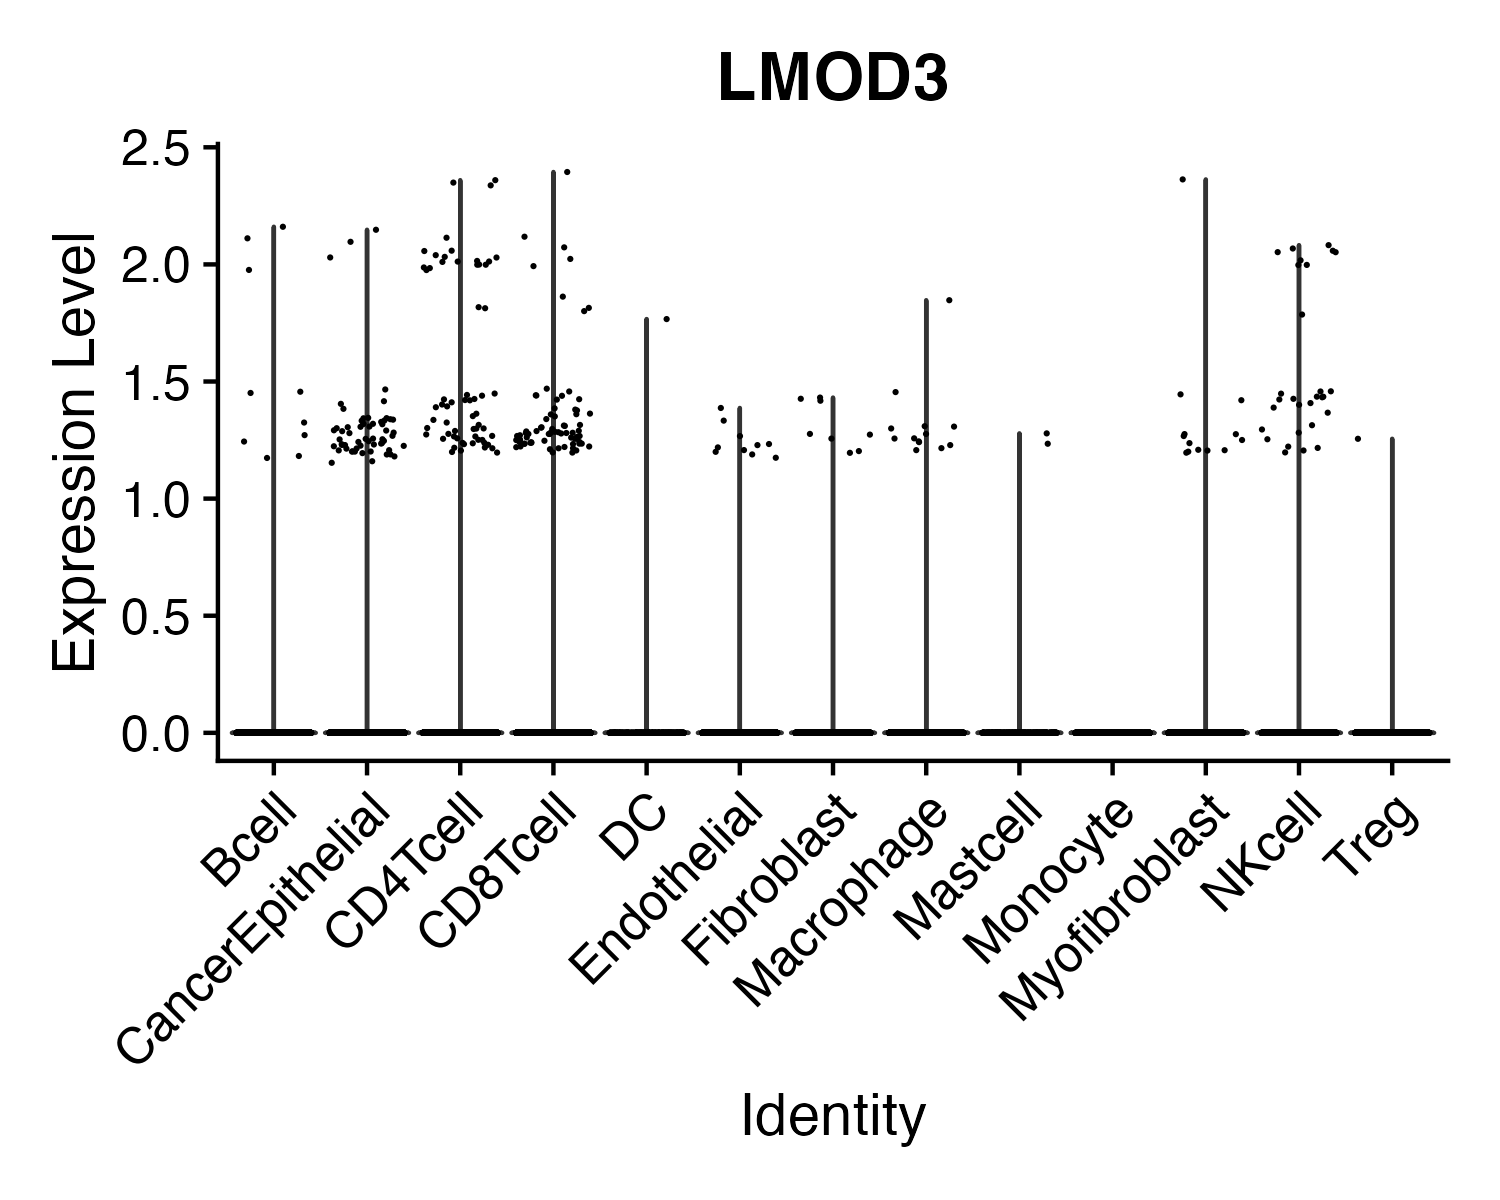 LMOD3
Expression Level
2.5
2.0
1.5
1.0
0.5
0.0
Bcell
CancerEpithelial
CD4Tcell
CD8Tcell
DC
Endothelial
Fibroblast
Macrophage
Mastcell
Monocyte
Myofibroblast
NKcell
Treg
Identity